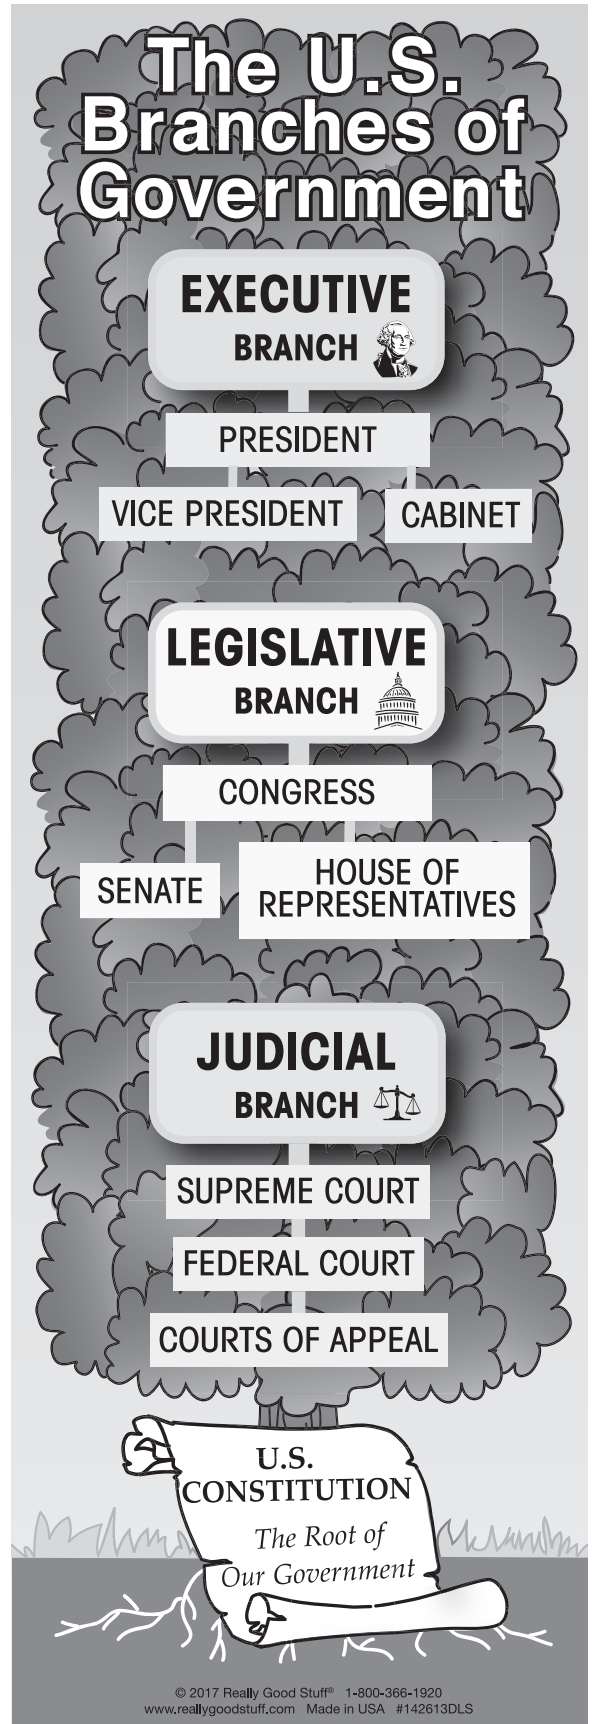 The U.S.
Branches of
Government
EXECUTIVE
BRANCH
PRESIDENT
VICE PRESIDENT
CABINET
LEGISLATIVE
BRANCH
CONGRESS
SENATE
HOUSE OF
REPRESENTATIVES
JUDICIAL
BRANCH
SUPREME COURT
FEDERAL COURT
COURTS OF APPEAL
U.S.
CONSTITUTION
The Root of
Our Government
© 2017 Really Good Stuff® 1-800-366-1920
www.reallygoodstuff.com Made in USA #142613DLS